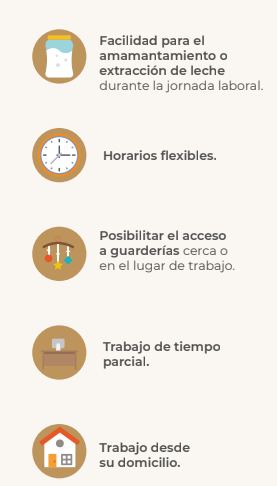 Facilidad para el
amamantamiento o
extracción de leche
durante la jornada laboral.
Horarios flexibles.
Posibilitar el acceso
a guarderías cerca o
en el lugar de trabajo.
Trabajo de tiempo
parcial.
Trabajo desde
su domicilio.